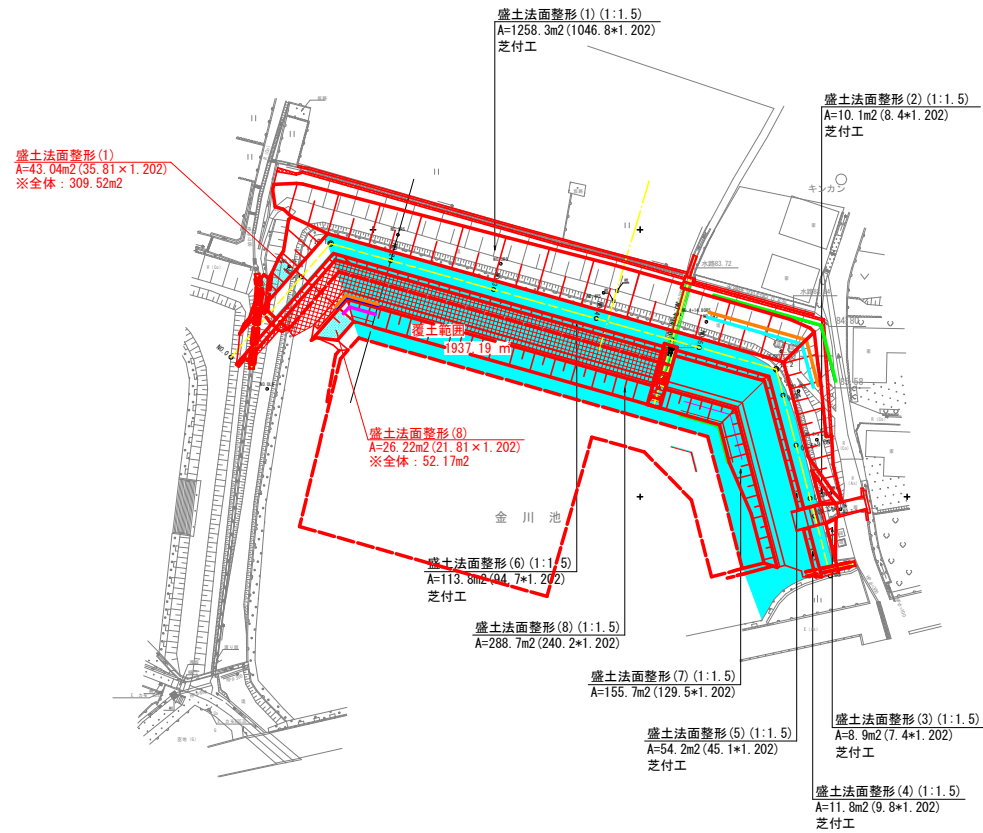 盛土法面整形(1)(1:1.5)
A=1258.3m2(1046.8*1.202)
芝付工
盛土法面整形(2)(1:1.5)
A=10.1m2(8.4*1.202)
芝付工
盛土法面整形(1)
A=43.04m2(35.81×1.202)
※全体：309.52m2
キンカン
水路83.72
84.80
85.58
覆土範囲
1937.19 ㎡
盛土法面整形(8)
A=26.22m2(21.81×1.202)
※全体：52.17m2
金 川 池
盛土法面整形(6)(1:1.5)
A=113.8m2(94.7*1.202)
芝付工
盛土法面整形(8)(1:1.5)
A=288.7m2(240.2*1.202)
盛土法面整形(7)(1:1.5)
A=155.7m2(129.5*1.202)
盛土法面整形(5)(1:1.5)
A=54.2m2(45.1*1.202)
芝付工
盛土法面整形(3)(1:1.5)
A=8.9m2(7.4*1.202)
芝付工
盛土法面整形(4)(1:1.5)
A=11.8m2(9.8*1.202)
芝付工